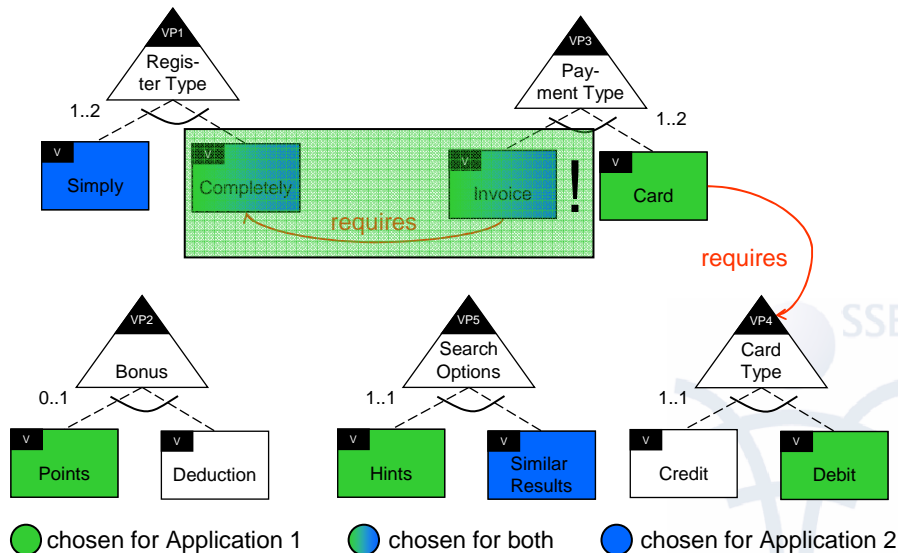 VP1
Regis-
ter Type
1..2
V
Simply
V
Completely
VP3
Pay-
ment Type
1..2
V
Invoice
!
V
Card
requires
requires
VP2
Bonus
0..1
V
Points
V
Deduction
VP5
Search
Options
1..1
V
Hints
V
Similar
Results
VP4
Card
Type
1..1
V
Credit
V
Debit
SSE
chosen for Application 1
chosen for both
chosen for Application 2